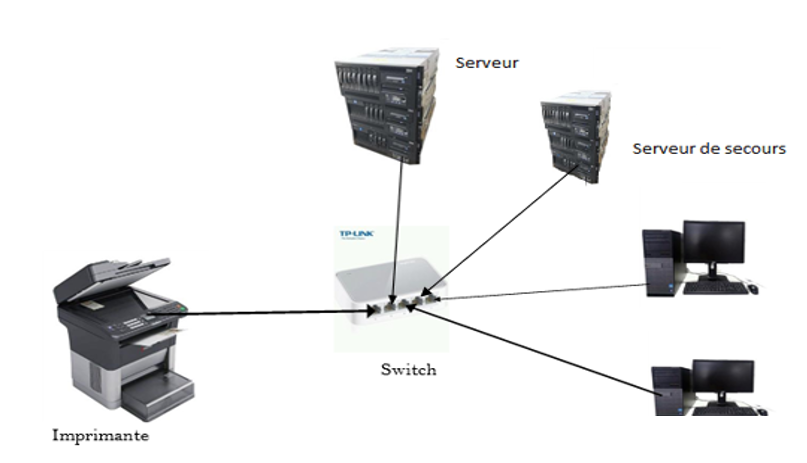 Serveur
Serveur de secours
TP-LINK
Switch
Imprimante